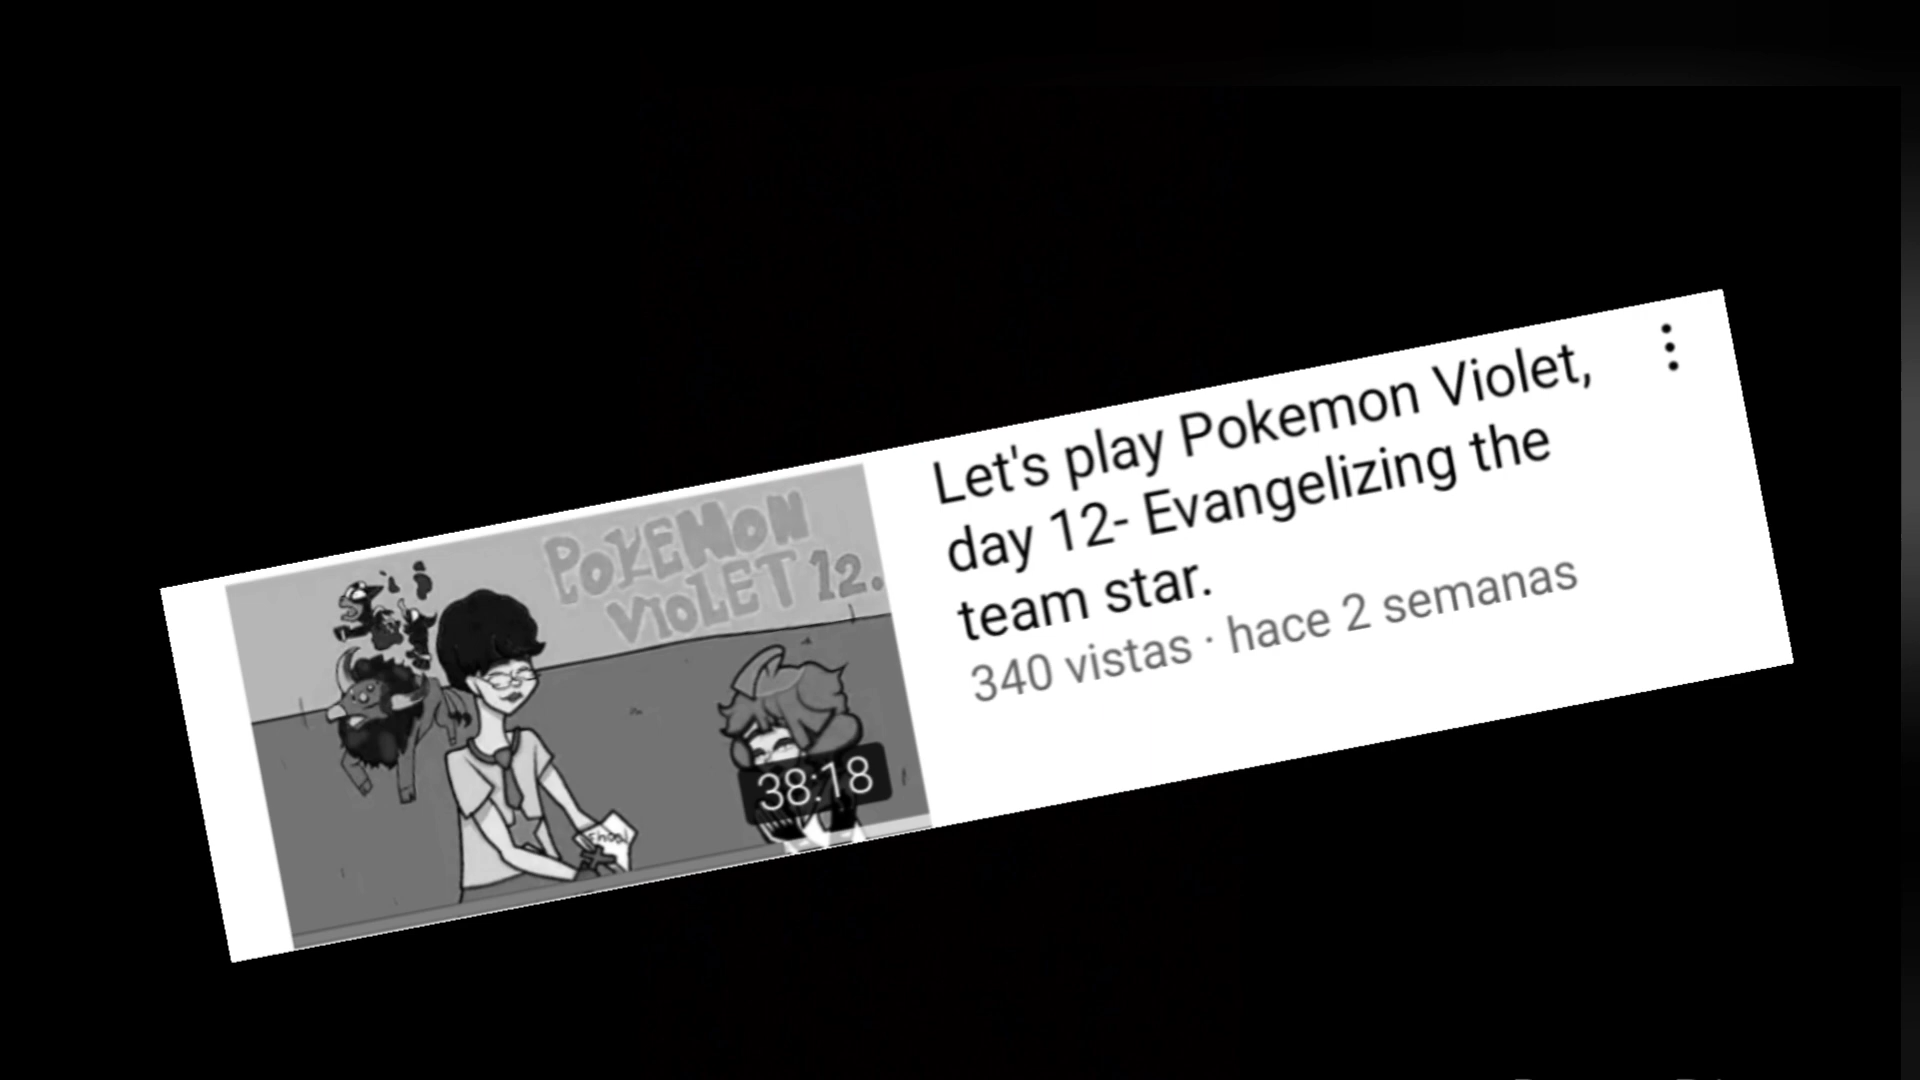 POKEMON
VIOLET 12.
38:18
Let's play Pokemon Violet,
day 12- Evangelizing the
team star.
340 vistas · hace 2 semanas